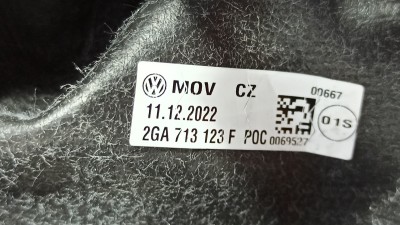 MOV CZ 00667
11.12.2022
01S
2GA 713 123 F POC 0069527